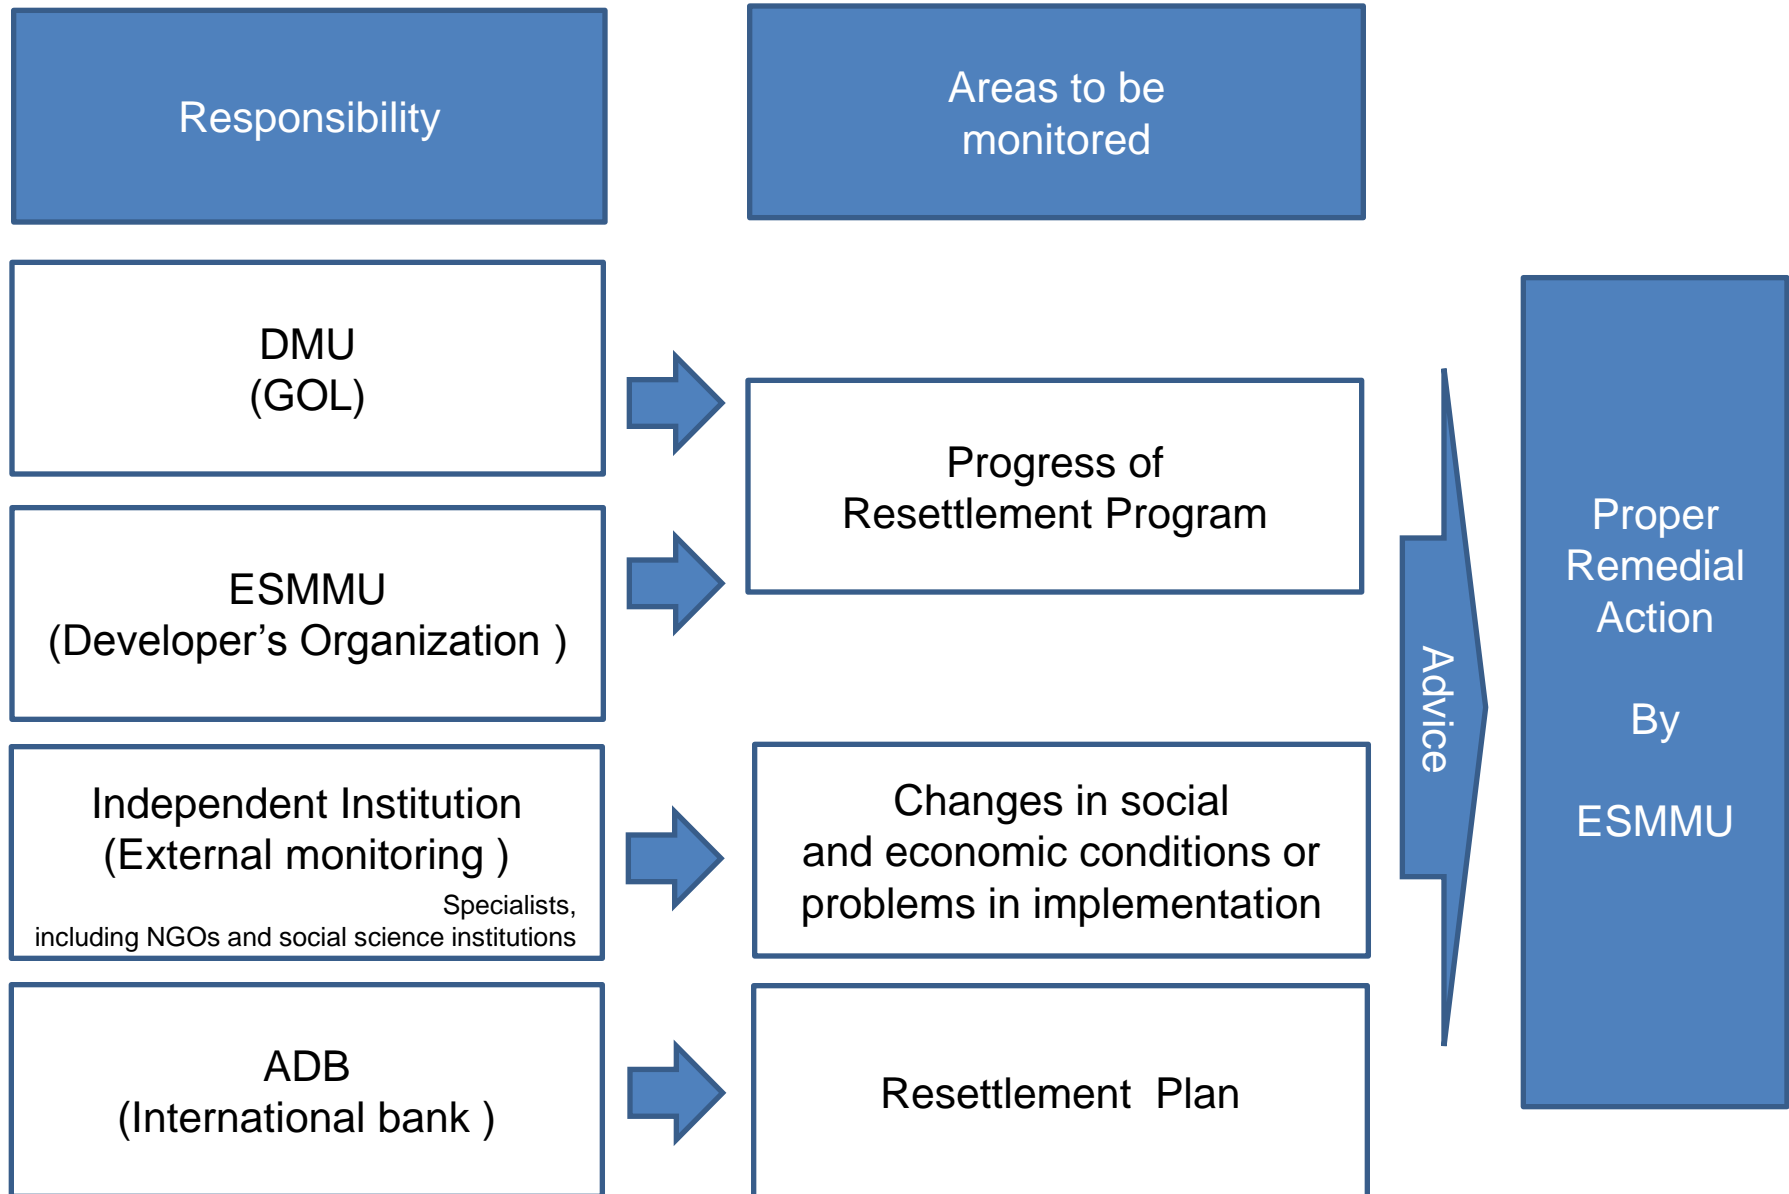 Responsibility
Areas to be
monitored
DMU
(GOL)
ESMMU
(Developer’s Organization )
Independent Institution
(External monitoring )
Specialists,
including NGOs and social science institutions
ADB
(International bank )
Progress of
Resettlement Program
Changes in social
and economic conditions or
problems in implementation
Resettlement  Plan
Advice
Proper
Remedial
Action
By
ESMMU